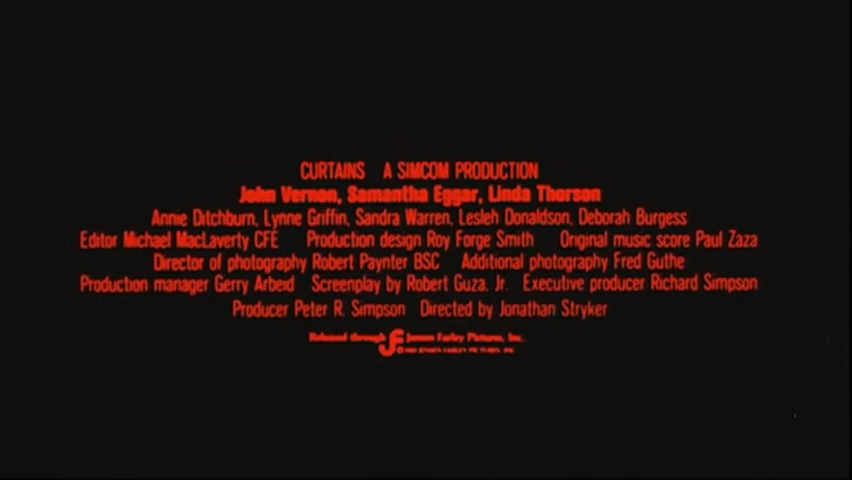 CURTAINS A SIMCOM PRODUCTION
John Vernon, Samantha Eggar, Linda Thorson
Annie Ditchburn, Lynne Griffin, Sandra Warren, Lesleh Donaldson, Deborah Burgess
Editor Michael MacLaverty CFE Production design Roy Forge Smith Original music score Paul Zaza
Director of photography Robert Paynter BSC Additional photography Fred Guthe
Production manager Gerry Arbeid Screenplay by Robert Guza, Jr. Executive producer Richard Simpson
Producer Peter R. Simpson Directed by Jonathan Stryker
Released through JF Jensen Farley Pictures, Inc.